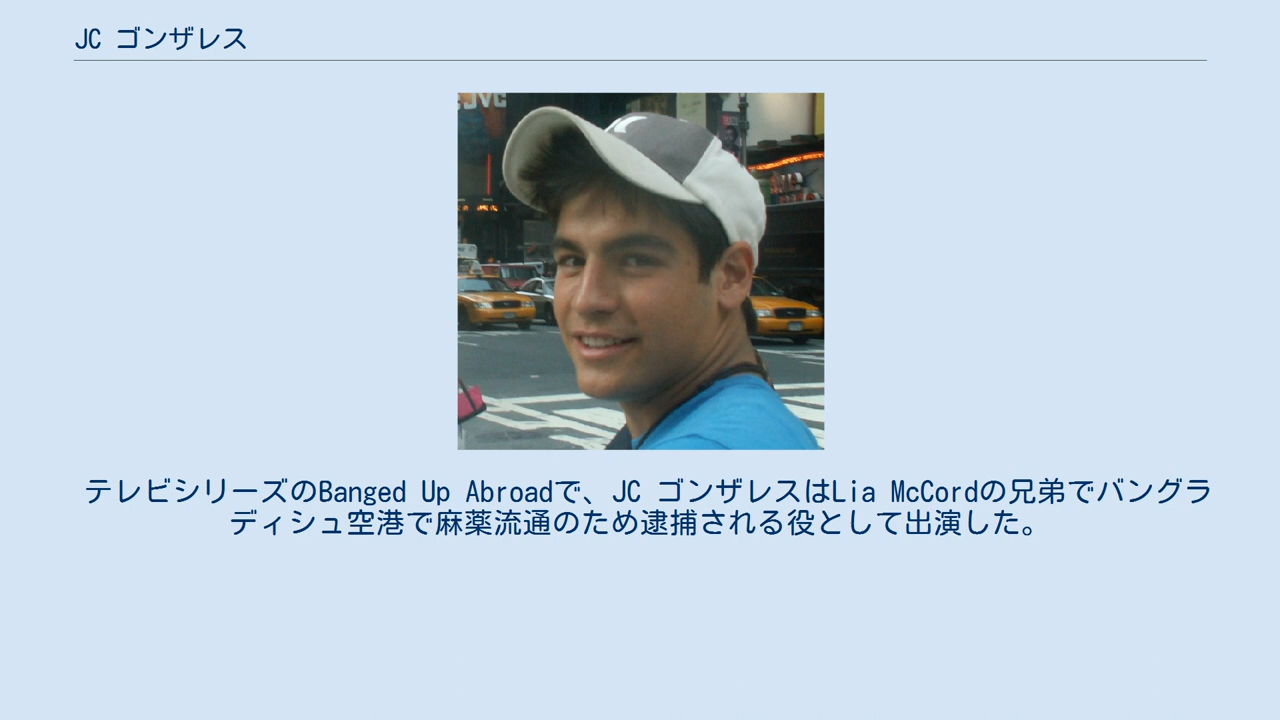 JC ゴンザレス
JVC
テレビシリーズのBanged Up Abroadで、JC ゴンザレスはLia McCordの兄弟でバングラ
ディシュ空港で麻薬流通のため逮捕される役として出演した。